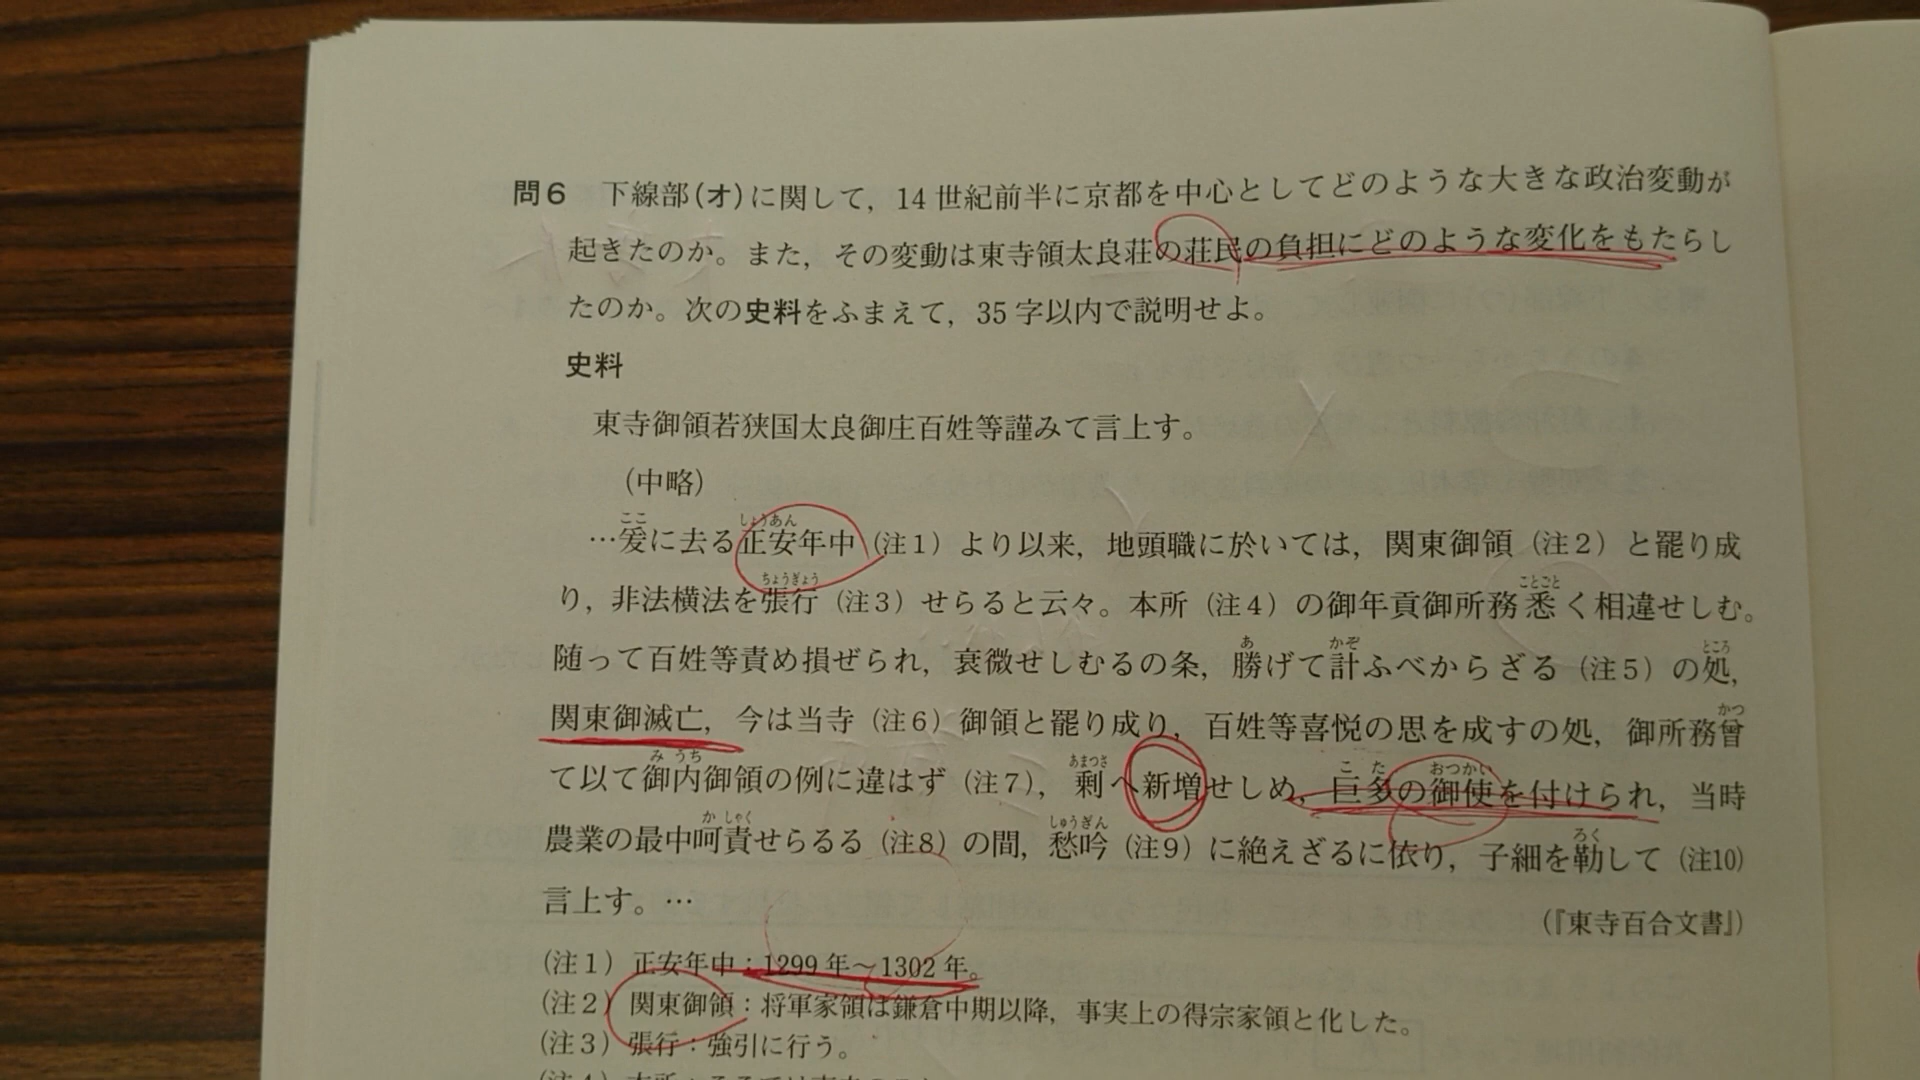 問6 下線部(オ)に関して，14世紀前半に京都を中心としてどのような大きな政治変動が
起きたのか。また，その変動は東寺領太良荘の荘民の負担にどのような変化をもたらし
たのか。次の史料をふまえて，35字以内で説明せよ。
史料
東寺御領若狭国太良御庄百姓等謹みて言上す。
（中略）
…爰に去る正安年中（注1）より以来，地頭職に於いては，関東御領（注2）と罷り成
り，非法横法を張行（注3）せらると云々。本所（注4）の御年貢御所務悉く相違せしむ。
随って百姓等責め損ぜられ，衰微せしむるの条，勝げて計ふべからざる（注5）の処，
関東御滅亡，今は当寺（注6）御領と罷り成り，百姓等喜悦の思を成すの処，御所務曾
て以て御内御領の例に違はず（注7），剰へ新増せしめ，巨多の御使を付けられ，当時
農業の最中呵責せらるる（注8）の間，愁吟（注9）に絶えざるに依り，子細を勒して（注10）
言上す。…
（『東寺百合文書』）
（注1）正安年中：1299年～1302年。
（注2）関東御領：将軍家領は鎌倉中期以降，事実上の得宗家領と化した。
（注3）張行：強引に行う。